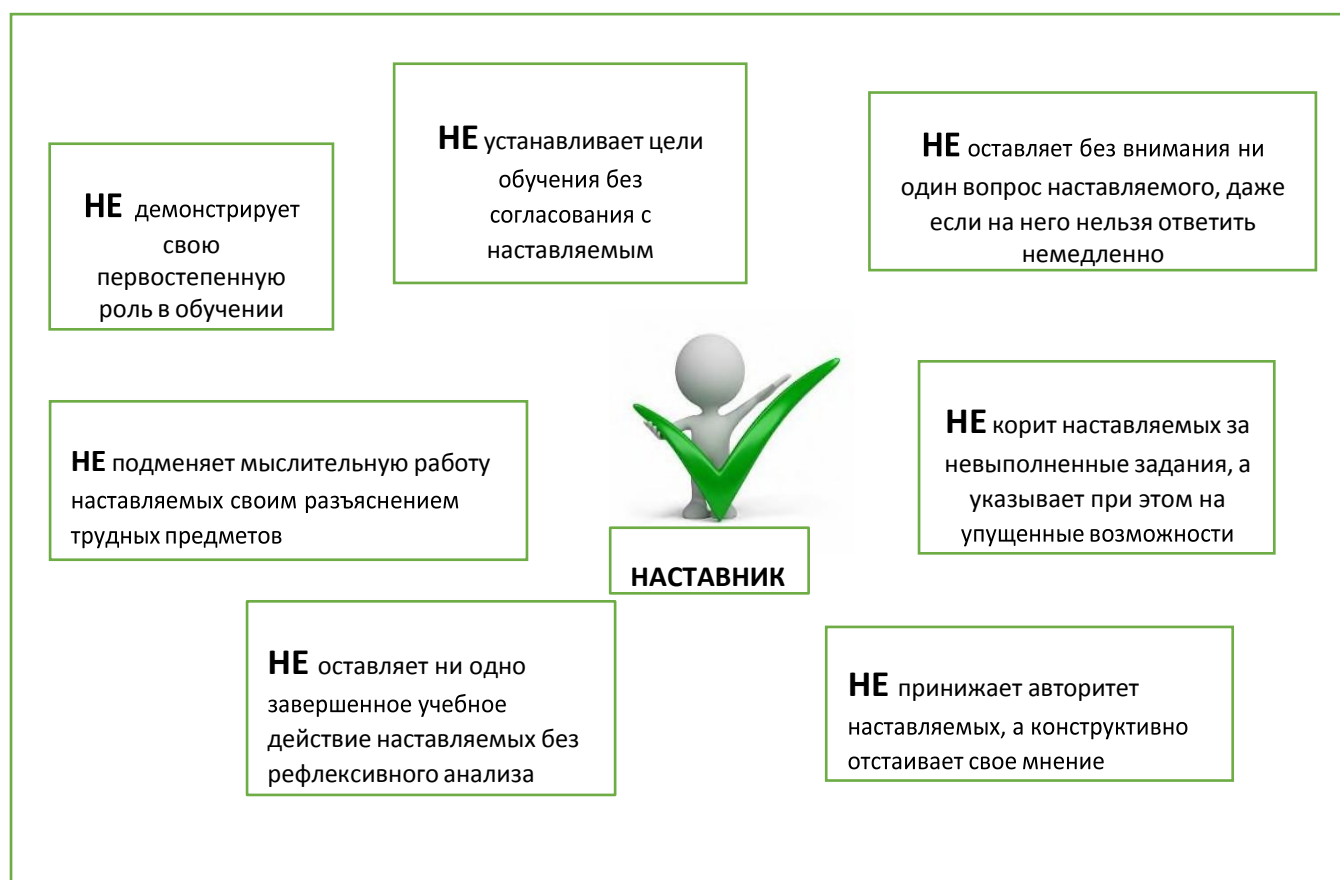 НЕ демонстрирует
свою
первостепенную
роль в обучении
НЕ устанавливает цели
обучения без
согласования с
наставляемым
НЕ оставляет без внимания ни
один вопрос наставляемого, даже
если на него нельзя ответить
немедленно
НЕ подменяет мыслительную работу
наставляемых своим разъяснением
трудных предметов
НЕ корит наставляемых за
невыполненные задания, а
указывает при этом на
упущенные возможности
НАСТАВНИК
НЕ оставляет ни одно
завершенное учебное
действие наставляемых без
рефлексивного анализа
НЕ принижает авторитет
наставляемых, а конструктивно
отстаивает свое мнение